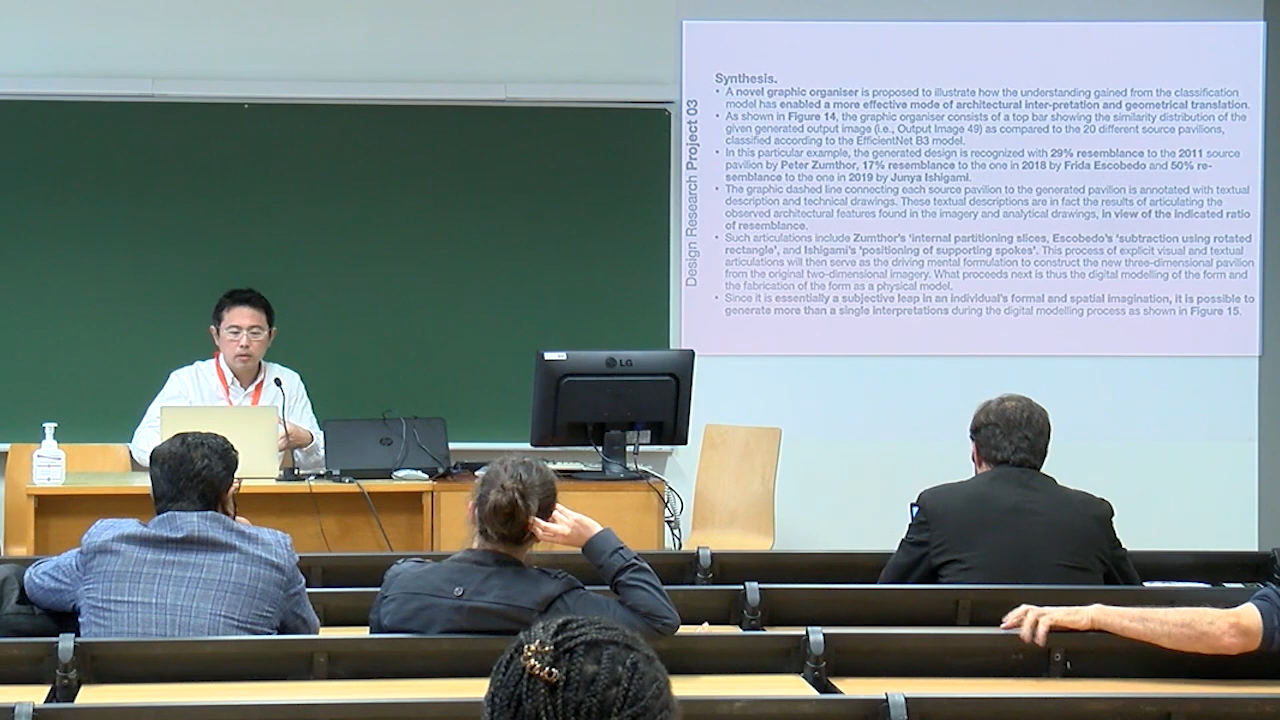 Synthesis.
• A novel graphic organiser is proposed to illustrate how the understanding gained from the classification
model has enabled a more effective mode of architectural inter-pretation and geometrical translation.
• As shown in Figure 14, the graphic organiser consists of a top bar showing the similarity distribution of the
given generated output image (i.e., Output Image 49) as compared to the 20 different source pavilions,
classified according to the EfficientNet B3 model.
• In this particular example, the generated design is recognized with 29% resemblance to the 2011 source
pavilion by Peter Zumthor, 17% resemblance to the one in 2018 by Frida Escobedo and 50% re-
semblance to the one in 2019 by Junya Ishigami.
• The graphic dashed line connecting each source pavilion to the generated pavilion is annotated with textual
description and technical drawings. These textual descriptions are in fact the results of articulating the
observed architectural features found in the imagery and analytical drawings, in view of the indicated ratio
of resemblance.
• Such articulations include Zumthor's 'internal partitioning slices, Escobedo's 'subtraction using rotated
rectangle', and Ishigami's 'positioning of supporting spokes'. This process of explicit visual and textual
articulations will then serve as the driving mental formulation to construct the new three-dimensional pavilion
from the original two-dimensional imagery. What proceeds next is thus the digital modelling of the form and
the fabrication of the form as a physical model.
• Since it is essentially a subjective leap in an individual's formal and spatial imagination, it is possible to
generate more than a single interpretations during the digital modelling process as shown in Figure 15.
Design Research Project 03
LG
hp